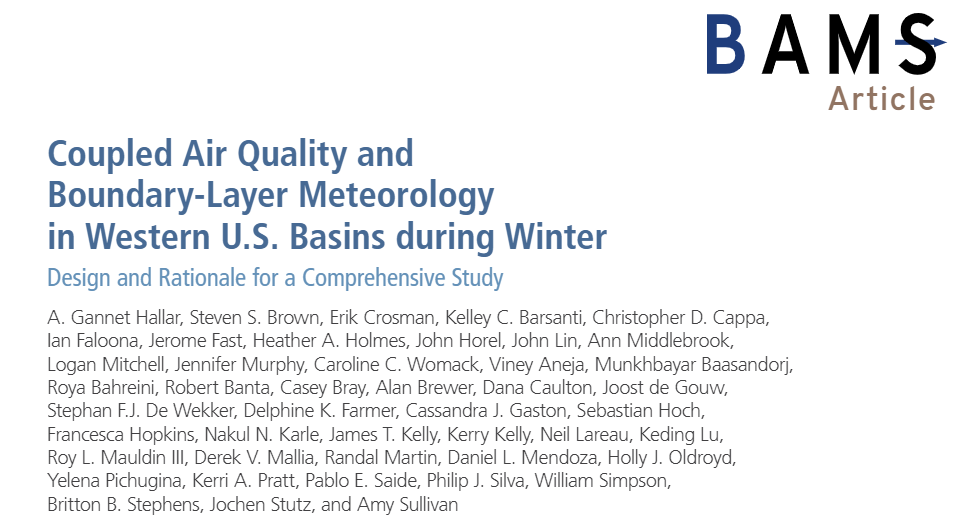 BAMS
Article
Coupled Air Quality and
Boundary-Layer Meteorology
in Western U.S. Basins during Winter
Design and Rationale for a Comprehensive Study
A. Gannet Hallar, Steven S. Brown, Erik Crosman, Kelley C. Barsanti, Christopher D. Cappa,
Ian Faloona, Jerome Fast, Heather A. Holmes, John Horel, John Lin, Ann Middlebrook,
Logan Mitchell, Jennifer Murphy, Caroline C. Womack, Viney Aneja, Munkhbayar Baasandorj,
Roya Bahreini, Robert Banta, Casey Bray, Alan Brewer, Dana Caulton, Joost de Gouw,
Stephan F.J. De Wekker, Delphine K. Farmer, Cassandra J. Gaston, Sebastian Hoch,
Francesca Hopkins, Nakul N. Karle, James T. Kelly, Kerry Kelly, Neil Lareau, Keding Lu,
Roy L. Mauldin III, Derek V. Mallia, Randal Martin, Daniel L. Mendoza, Holly J. Oldroyd,
Yelena Pichugina, Kerri A. Pratt, Pablo E. Saide, Philip J. Silva, William Simpson,
Britton B. Stephens, Jochen Stutz, and Amy Sullivan